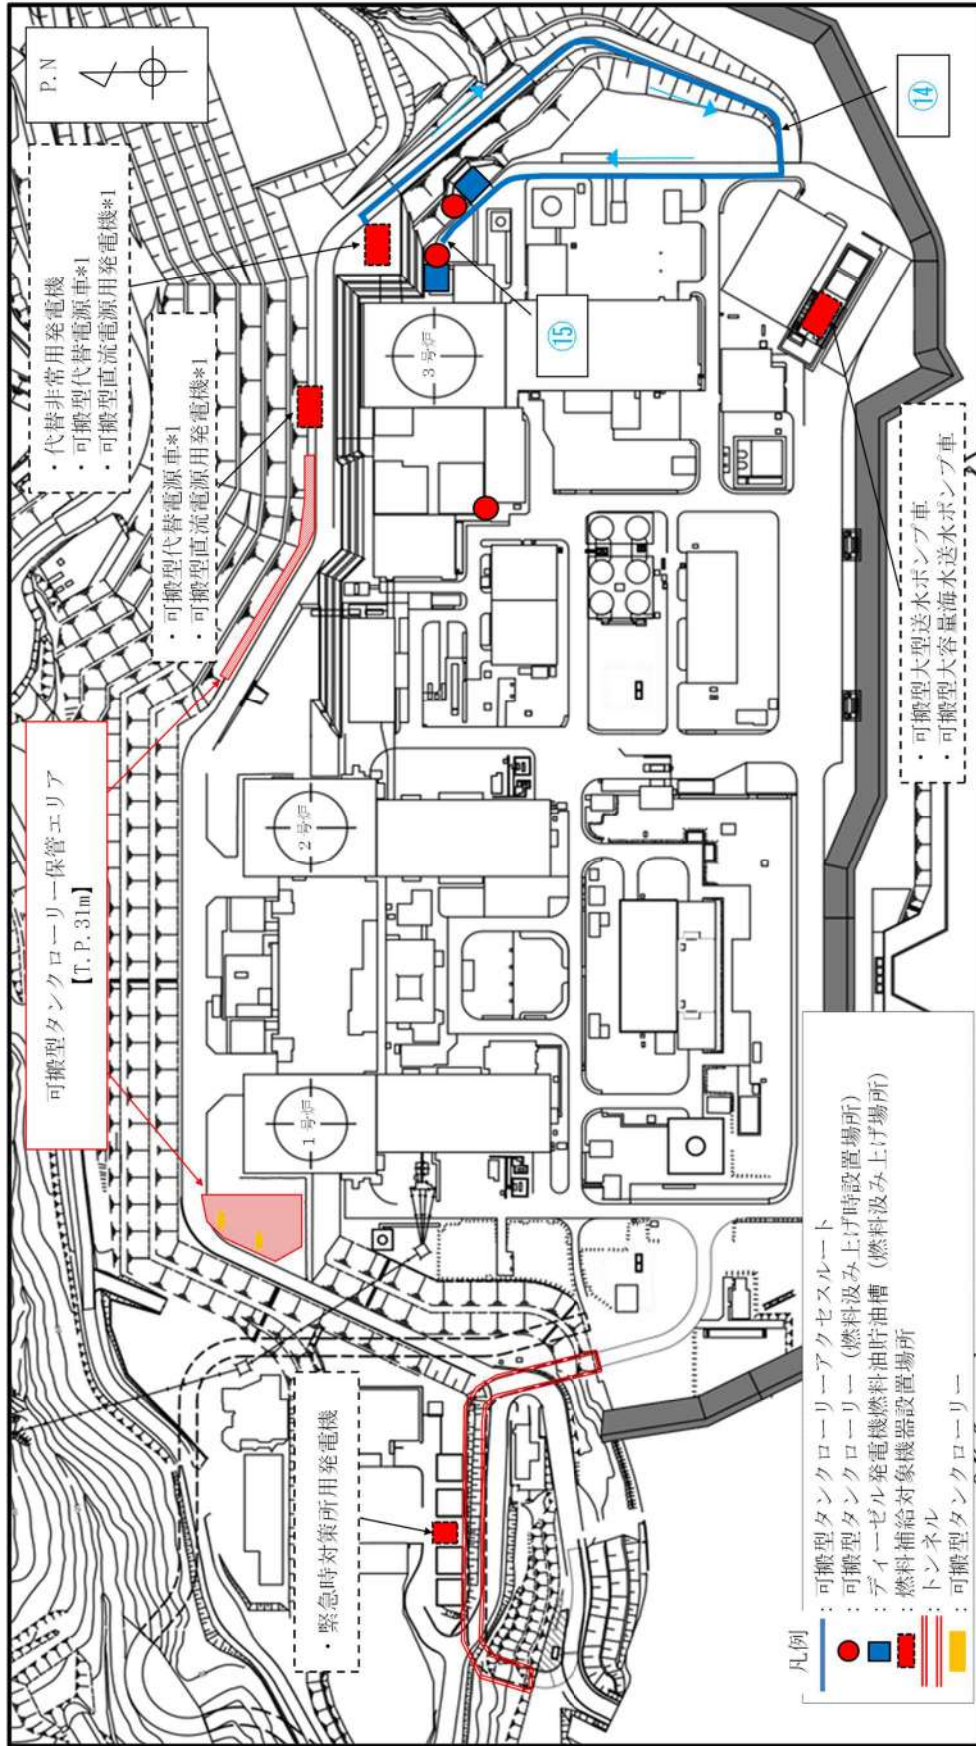 P.N
・代替非常用発電機
・可搬型代替電源車*1
・可搬型直流電源用発電機*1
・可搬型代替電源車*1
・可搬型直流電源用発電機*1
可搬型タンクローリー保管エリア
【T.P.31m】
・緊急時対策所用発電機
1号炉
2号炉
3号炉
⑭
⑮
・可搬型大型送水ポンプ車
・可搬型大容量海水送水ポンプ車
凡例
：可搬型タンクローリーアクセスルート
：可搬型タンクローリー（燃料汲み上げ時設置場所）
：ディーゼル発電機燃料油貯油槽（燃料汲み上げ場所）
：燃料補給対象機器設置場所
：トンネル
：可搬型タンクローリー